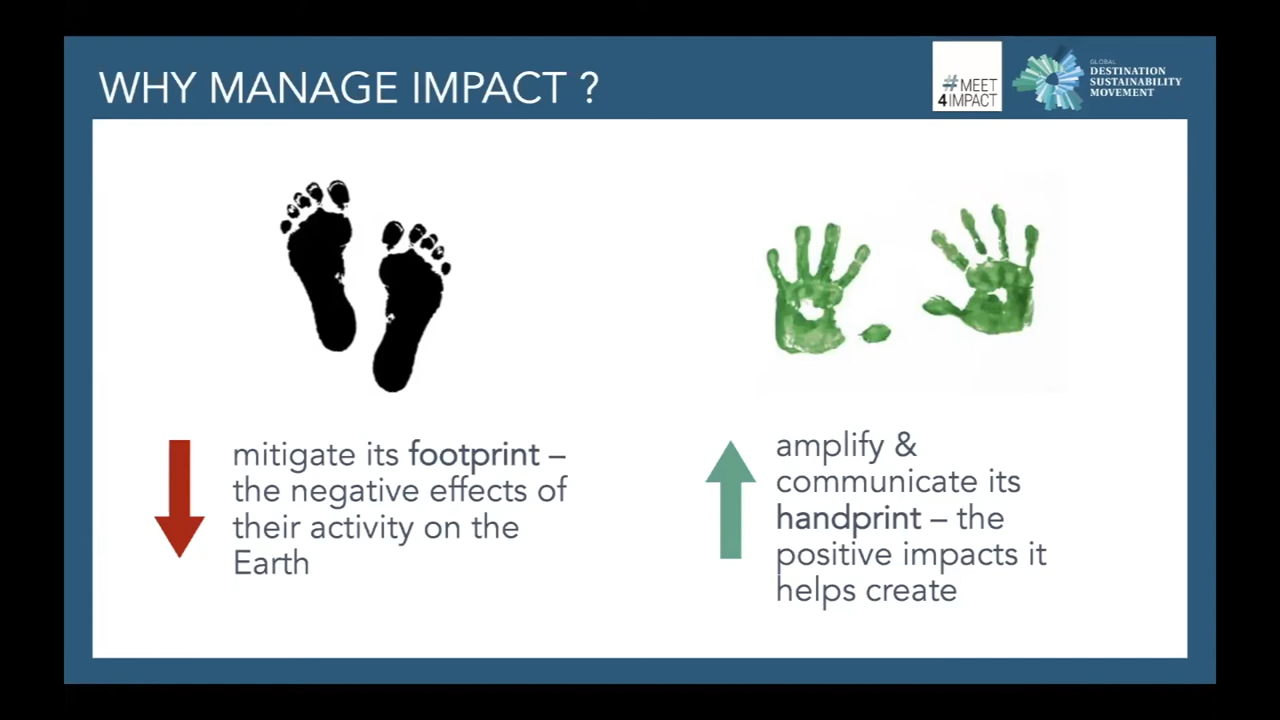 WHY MANAGE IMPACT ?
#MEET
4IMPACT
GLOBAL
DESTINATION
SUSTAINABILITY
MOVEMENT
mitigate its footprint –
the negative effects of
their activity on the
Earth
amplify &
communicate its
handprint – the
positive impacts it
helps create